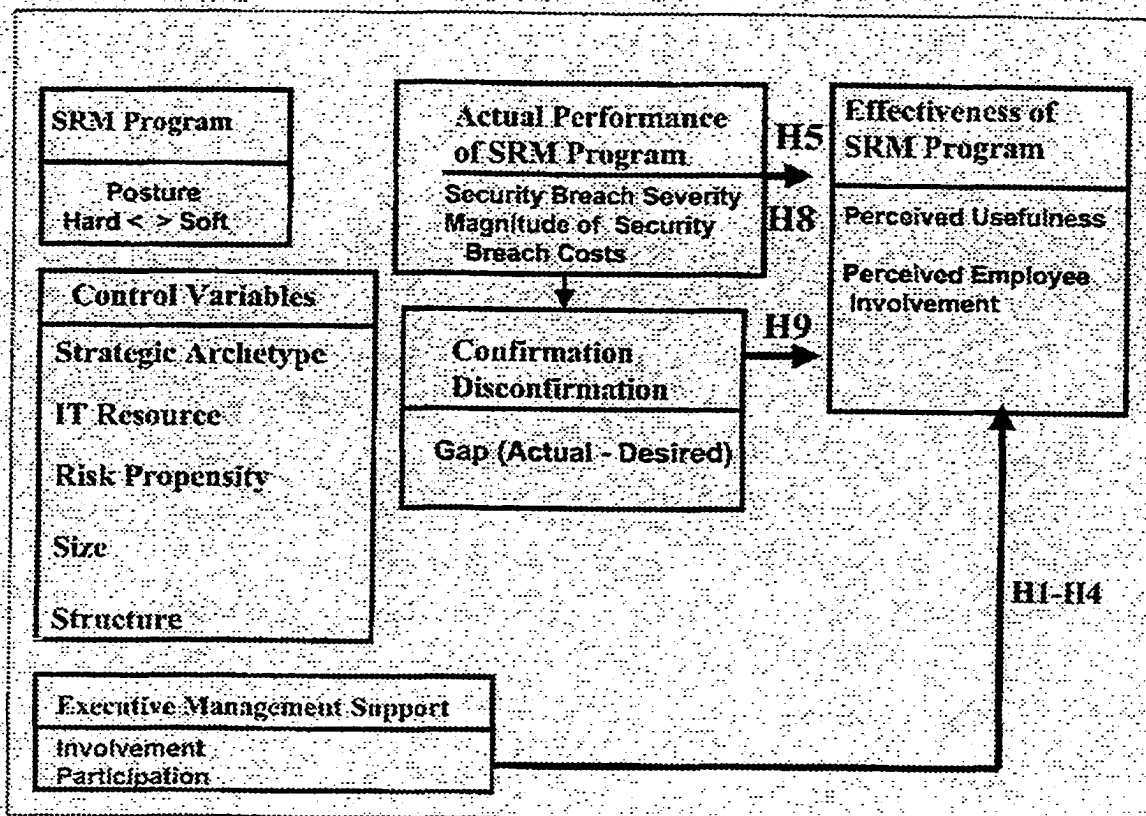 SRM Program
Posture
Hard < > Soft
Control Variables
Strategic Archetype
IT Resource
Risk Propensity
Size
Structure
Executive Management Support
Involvement
Participation
Actual Performance
of SRM Program
Security Breach Severity
Magnitude of Security
Breach Costs
Confirmation
Disconfirmation
Gap (Actual - Desired)
H5
H8
H9
Effectiveness of
SRM Program
Perceived Usefulness
Perceived Employee
Involvement
H1-H4